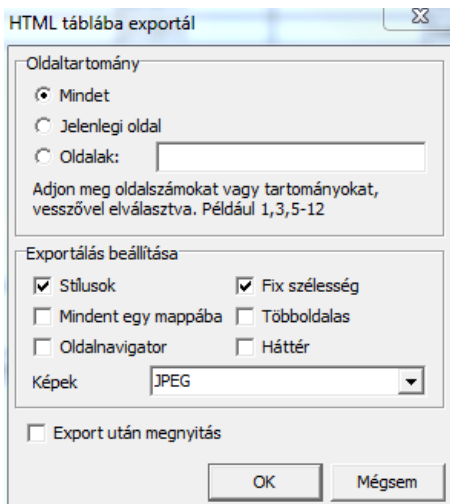 HTML táblába exportál
Oldaltartomány
Mindet
Jelenlegi oldal
Oldalak:
Adjon meg oldalszámokat vagy tartományokat,
vesszővel elválasztva. Például 1,3,5-12
Exportálás beállítása
Stílusok Fix szélesség
Mindent egy mappába Többoldalas
Oldalnavigator Háttér
Képek JPEG
Export után megnyitás
OK Mégsem